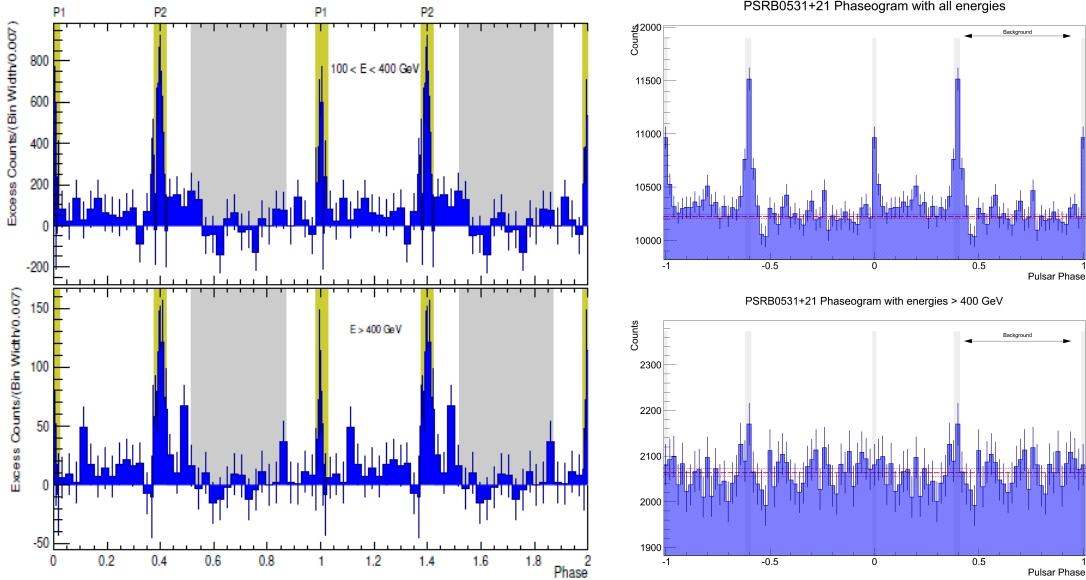 P1 P2 P1 P2
100 < E < 400 GeV
Excess Counts/(Bin Width/0.007)
800
600
400
200
0
-200
E > 400 GeV
Excess Counts/(Bin Width/0.007)
150
100
50
0
-50
0 0.2 0.4 0.6 0.8 1 1.2 1.4 1.6 1.8 2
Phase
PSRB0531+21 Phaseogram with all energies
Counts
Background
12000
11500
11000
10500
10000
-1 -0.5 0 0.5 1
Pulsar Phase
PSRB0531+21 Phaseogram with energies > 400 GeV
Counts
Background
2300
2200
2100
2000
1900
-1 -0.5 0 0.5 1
Pulsar Phase